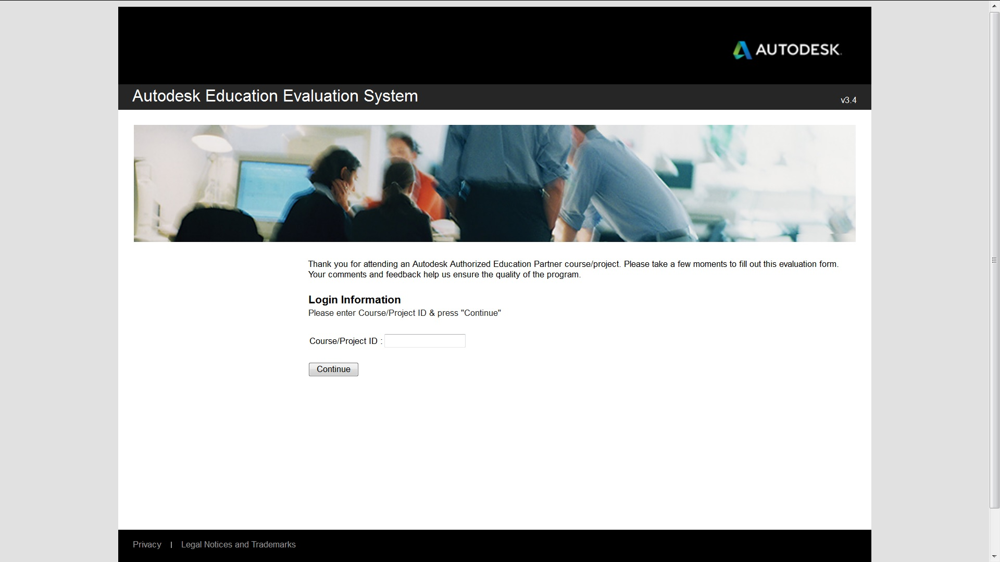 AUTODESK.
Autodesk Education Evaluation System
v3.4
Thank you for attending an Autodesk Authorized Education Partner course/project. Please take a few moments to fill out this evaluation form.
Your comments and feedback help us ensure the quality of the program.
Login Information
Please enter Course/Project ID & press "Continue"
Course/Project ID :
Continue
Privacy | Legal Notices and Trademarks